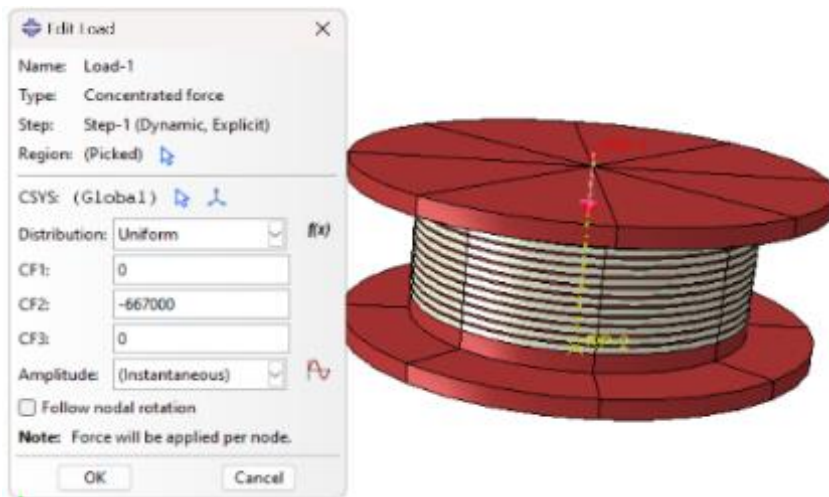 Edit Load
Name: Load-1
Type: Concentrated force
Step: Step-1 (Dynamic, Explicit)
Region: (Picked)
CSYS: (Global)
Distribution: Uniform f(x)
CF1: 0
CF2: -667000
CF3: 0
Amplitude: (Instantaneous)
Follow nodal rotation
Note: Force will be applied per node.
OK Cancel